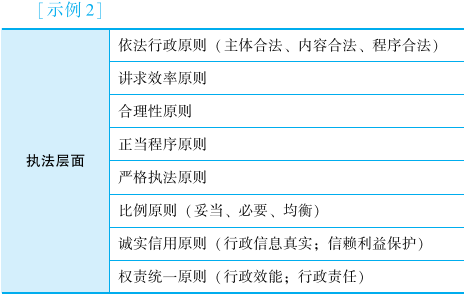 [示例2]
依法行政原则（主体合法、内容合法、程序合法）
讲求效率原则
合理性原则
正当程序原则
执法层面
严格执法原则
比例原则（妥当、必要、均衡）
诚实信用原则（行政信息真实；信赖利益保护）
权责统一原则（行政效能；行政责任）